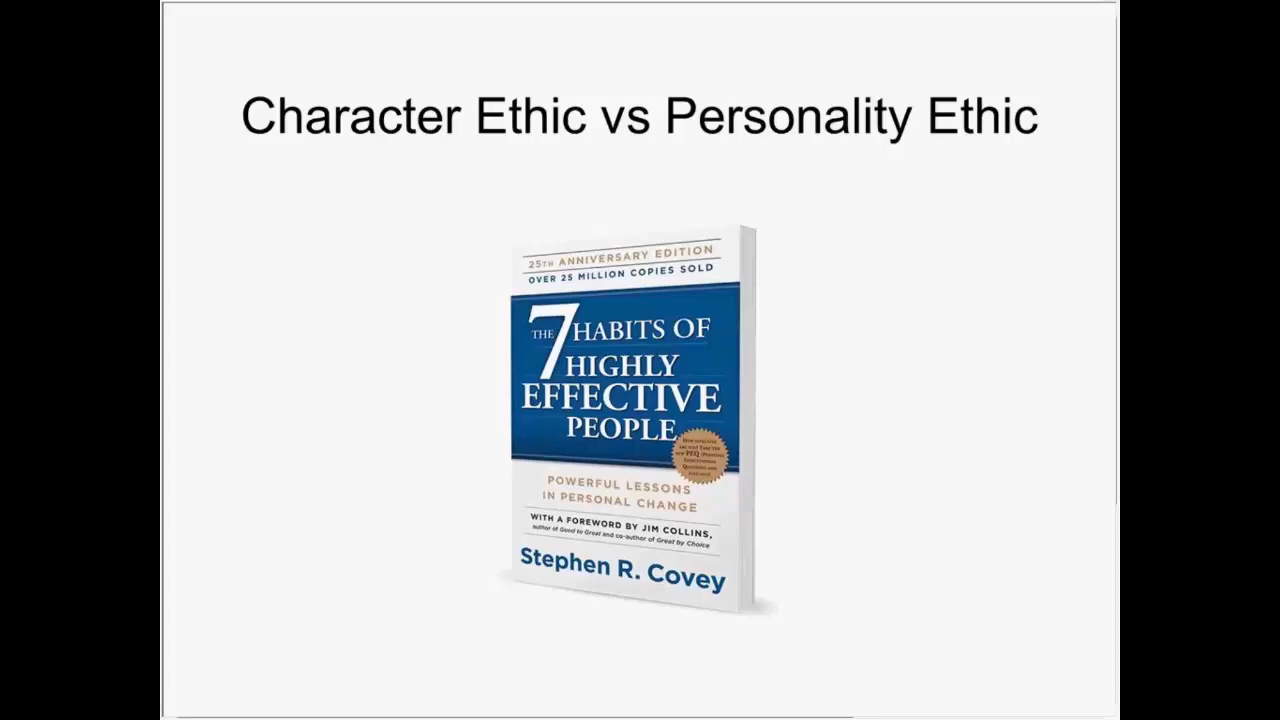 Character Ethic vs Personality Ethic
25TH ANNIVERSARY EDITION
OVER 25 MILLION COPIES SOLD
THE 7 HABITS OF
HIGHLY
EFFECTIVE
PEOPLE
POWERFUL LESSONS
IN PERSONAL CHANGE
WITH A FOREWORD BY JIM COLLINS,
author of Good to Great and co-author of Great by Choice
Stephen R. Covey